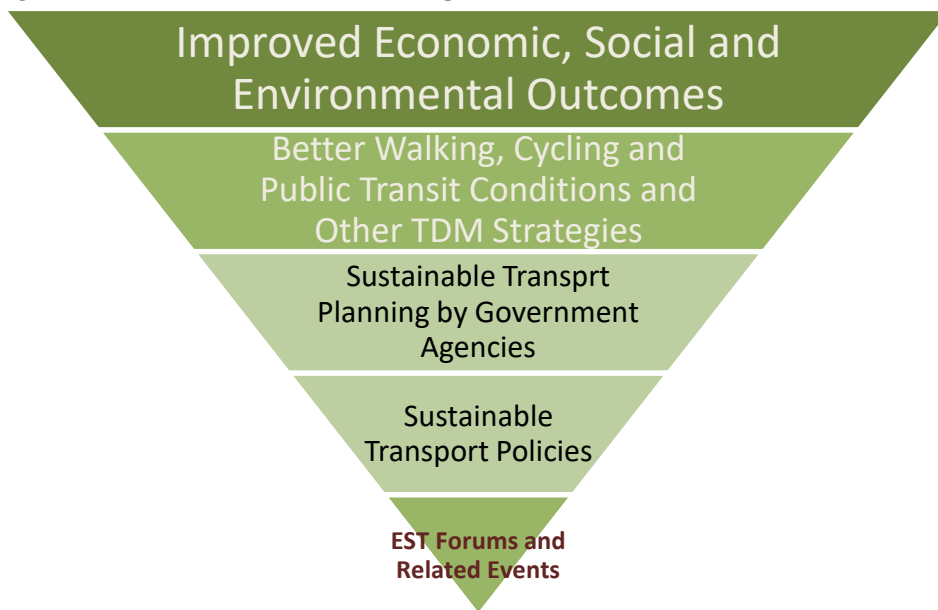 Improved Economic, Social and
Environmental Outcomes
Better Walking, Cycling and
Public Transit Conditions and
Other TDM Strategies
Sustainable Transprt
Planning by Government
Agencies
Sustainable
Transport Policies
EST Forums and
Related Events